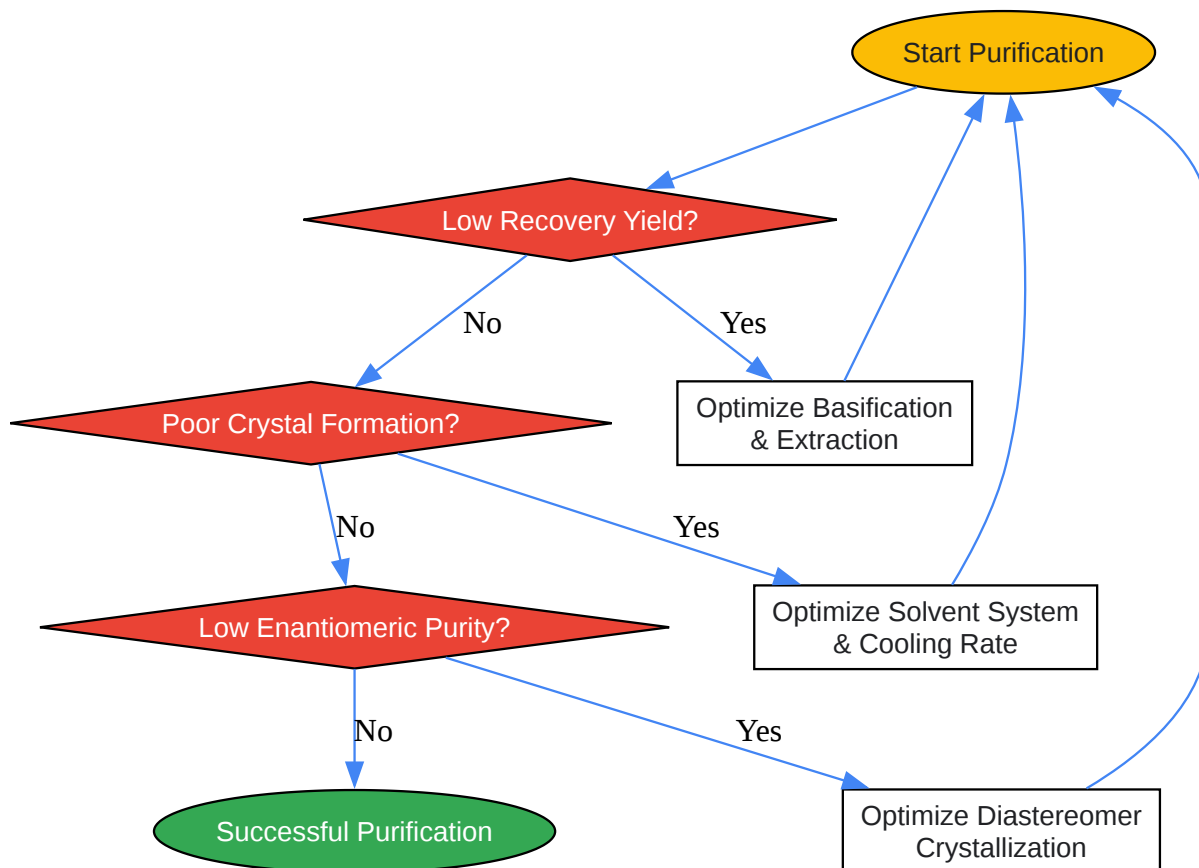 Start Purification
Low Recovery Yield?
No
Yes
Optimize Basification
& Extraction
Poor Crystal Formation?
No
Yes
Optimize Solvent System
& Cooling Rate
Low Enantiomeric Purity?
No
Yes
Optimize Diastereomer
Crystallization
Successful Purification